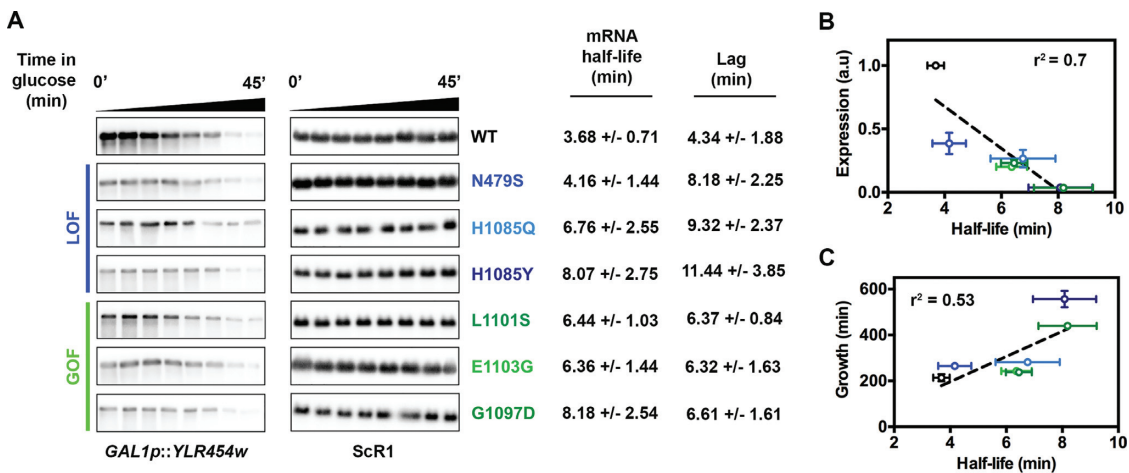 A
Time in
glucose
(min)
0' 45'
0' 45'
mRNA
half-life
(min)
Lag
(min)
WT 3.68 +/- 0.71 4.34 +/- 1.88
LOF
N479S 4.16 +/- 1.44 8.18 +/- 2.25
H1085Q 6.76 +/- 2.55 9.32 +/- 2.37
H1085Y 8.07 +/- 2.75 11.44 +/- 3.85
GOF
L1101S 6.44 +/- 1.03 6.37 +/- 0.84
E1103G 6.36 +/- 1.44 6.32 +/- 1.63
G1097D 8.18 +/- 2.54 6.61 +/- 1.61
GAL1p::YLR454w ScR1
B
Expression (a.u)
1.0
0.5
0.0
r² = 0.7
2 4 6 8 10
Half-life (min)
C
Growth (min)
600
400
200
0
r² = 0.53
2 4 6 8 10
Half-life (min)